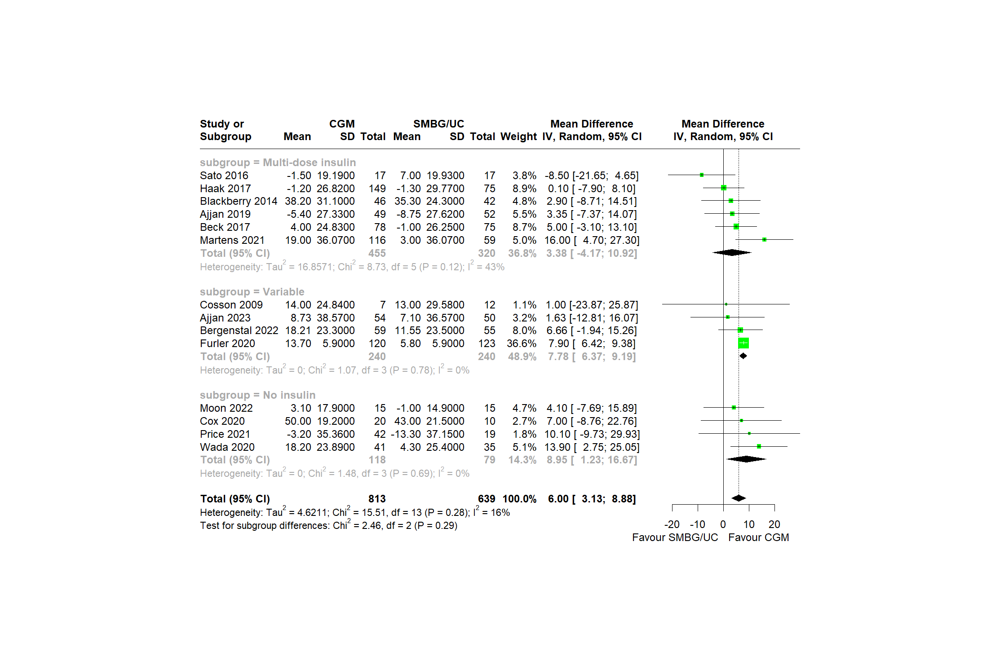 Study or CGM SMBG/UC Mean Difference Mean Difference
Subgroup Mean SD Total Mean SD Total Weight IV, Random, 95% CI IV, Random, 95% CI
subgroup = Multi-dose insulin
Sato 2016 -1.50 19.1900 17 7.00 19.9300 17 3.8% -8.50 [-21.65; 4.65]
Haak 2017 -1.20 26.8200 149 -1.30 29.7700 75 8.9% 0.10 [ -7.90; 8.10]
Blackberry 2014 38.20 31.1000 46 35.30 24.3000 42 4.8% 2.90 [ -8.71; 14.51]
Ajjan 2019 -5.40 27.3300 49 -8.75 27.6200 52 5.5% 3.35 [ -7.37; 14.07]
Beck 2017 4.00 24.8300 78 -1.00 26.2500 75 8.7% 5.00 [ -3.10; 13.10]
Martens 2021 19.00 36.0700 116 3.00 36.0700 59 5.0% 16.00 [ 4.70; 27.30]
Total (95% CI) 455 320 36.8% 3.38 [ -4.17; 10.92]
Heterogeneity: Tau² = 16.8571; Chi² = 8.73, df = 5 (P = 0.12); I² = 43%
subgroup = Variable
Cosson 2009 14.00 24.8400 7 13.00 29.5800 12 1.1% 1.00 [-23.87; 25.87]
Ajjan 2023 8.73 38.5700 54 7.10 36.5700 50 3.2% 1.63 [-12.81; 16.07]
Bergenstal 2022 18.21 23.3000 59 11.55 23.5000 55 8.0% 6.66 [ -1.94; 15.26]
Furler 2020 13.70 5.9000 120 5.80 5.9000 123 36.6% 7.90 [ 6.42; 9.38]
Total (95% CI) 240 240 48.9% 7.78 [ 6.37; 9.19]
Heterogeneity: Tau² = 0; Chi² = 1.07, df = 3 (P = 0.78); I² = 0%
subgroup = No insulin
Moon 2022 3.10 17.9000 15 -1.00 14.9000 15 4.7% 4.10 [ -7.69; 15.89]
Cox 2020 50.00 19.2000 20 43.00 21.5000 10 2.7% 7.00 [ -8.76; 22.76]
Price 2021 -3.20 35.3600 42 -13.30 37.1500 19 1.8% 10.10 [ -9.73; 29.93]
Wada 2020 18.20 23.8900 41 4.30 25.4000 35 5.1% 13.90 [ 2.75; 25.05]
Total (95% CI) 118 79 14.3% 8.95 [ 1.23; 16.67]
Heterogeneity: Tau² = 0; Chi² = 1.48, df = 3 (P = 0.69); I² = 0%
Total (95% CI) 813 639 100.0% 6.00 [ 3.13; 8.88]
Heterogeneity: Tau² = 4.6211; Chi² = 15.51, df = 13 (P = 0.28); I² = 16%
Test for subgroup differences: Chi² = 2.46, df = 2 (P = 0.29)
-20 -10 0 10 20
Favour SMBG/UC Favour CGM